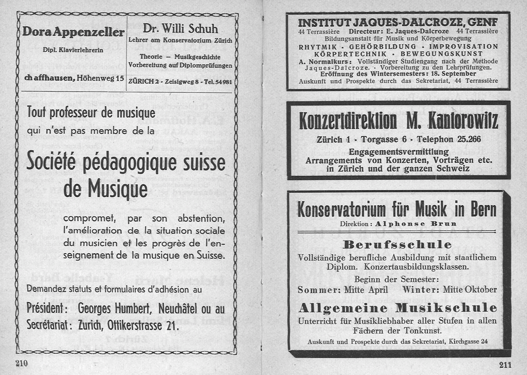 Dora Appenzeller
Dipl. Klavierlehrerin
chaffhausen, Höhenweg 15
Dr. Willi Schuh
Lehrer am Konservatorium Zürich
Theorie – Musikgeschichte
Vorbereitung auf Diplomprüfungen
ZÜRICH 2 - Zeisigweg 8 - Tel. 54981
Tout professeur de musique
qui n'est pas membre de la
Société pédagogique suisse
de Musique
compromet, par son abstention,
l'amélioration de la situation sociale
du musicien et les progrès de l'en-
seignement de la musique en Suisse.
Demandez statuts et formulaires d'adhésion au
Président: Georges Humbert, Neuchâtel ou au
Secrétariat: Zurich, Ottikerstrasse 21.
210
INSTITUT JAQUES-DALCROZE, GENF
44 Terrassière Directeur: E. Jaques-Dalcroze 44 Terrassière
Bildungsanstalt für Musik und Körperbewegung
RHYTMIK - GEHÖRBILDUNG - IMPROVISATION
KÖRPERTECHNIK - BEWEGUNGSKUNST
A. Normalkurs: Vollständiger Studiengang nach der Methode
Jaques-Dalcroze. - Vorbereitung zu den Lehrprüfungen.
Eröffnung des Wintersemesters: 18. September
Auskunft und Prospekte durch das Sekretariat, 44 Terrassière
Konzertdirektion M. Kantorowitz
Zürich 4 - Torgasse 6 - Telephon 25.266
Engagementsvermittlung
Arrangements von Konzerten, Vorträgen etc.
in Zürich und der ganzen Schweiz
Konservatorium für Musik in Bern
Direktion: Alphonse Brun
Berufsschule
Vollständige berufliche Ausbildung mit staatlichem
Diplom. Konzertausbildungsklassen.
Beginn der Semester:
Sommer: Mitte April Winter: Mitte Oktober
Allgemeine Musikschule
Unterricht für Musikliebhaber aller Stufen in allen
Fächern der Tonkunst.
Auskunft und Prospekte durch das Sekretariat, Kirchgasse 24
211